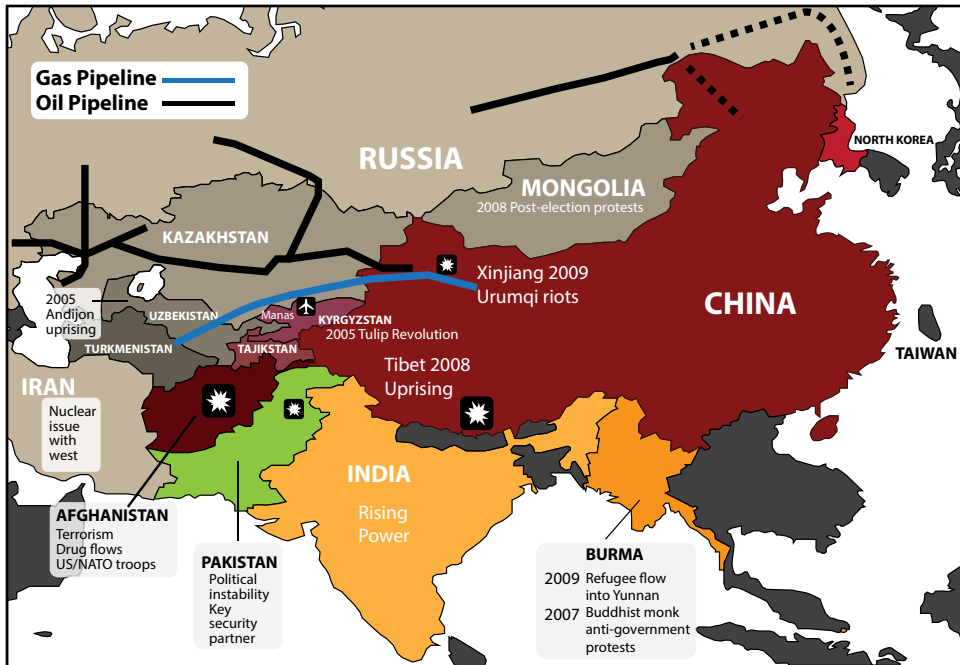 Gas Pipeline
Oil Pipeline
RUSSIA
NORTH KOREA
MONGOLIA
2008 Post-election protests
KAZAKHSTAN
Xinjiang 2009
Urumqi riots
CHINA
2005
Andijon
uprising
UZBEKISTAN
Manas
KYRGYZSTAN
2005 Tulip Revolution
TURKMENISTAN
TAJIKSTAN
TAIWAN
Tibet 2008
Uprising
IRAN
Nuclear
issue
with
west
INDIA
Rising
Power
AFGHANISTAN
Terrorism
Drug flows
US/NATO troops
PAKISTAN
Political
instability
Key
security
partner
BURMA
2009 Refugee flow
into Yunnan
2007 Buddhist monk
anti-government
protests